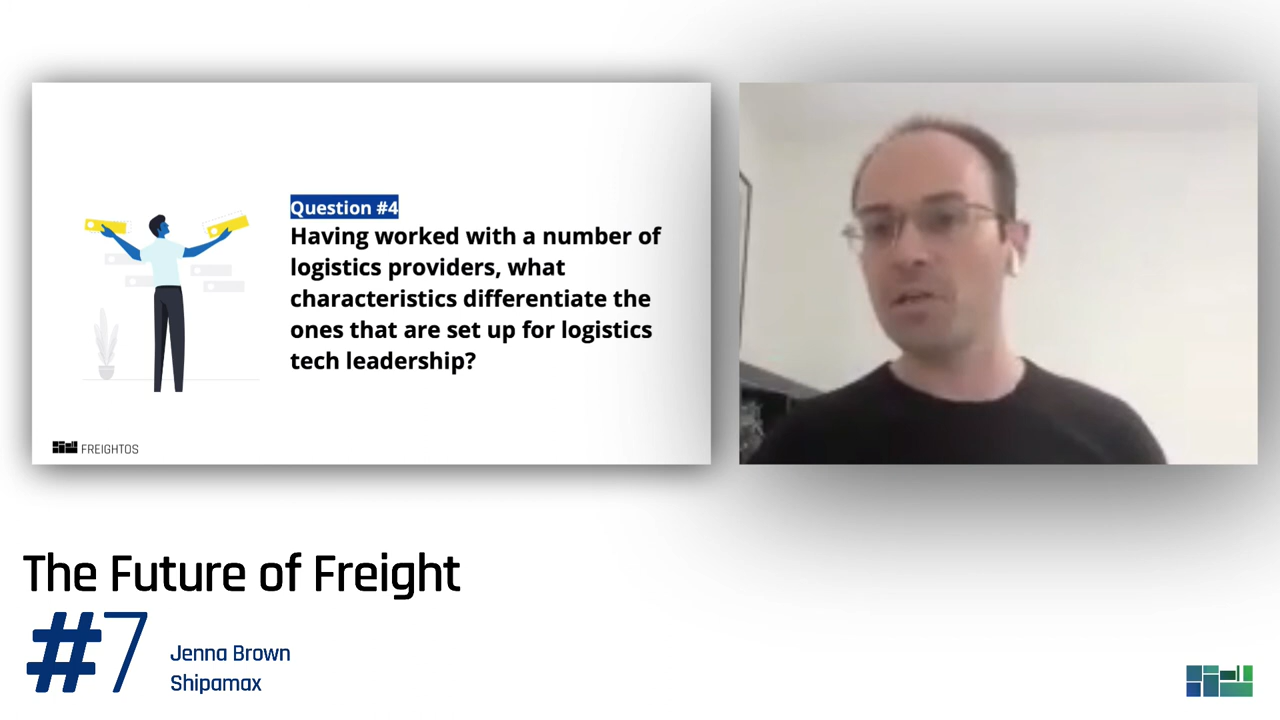 Question #4
Having worked with a number of
logistics providers, what
characteristics differentiate the
ones that are set up for logistics
tech leadership?
FREIGHTOS
The Future of Freight
#7
Jenna Brown
Shipamax